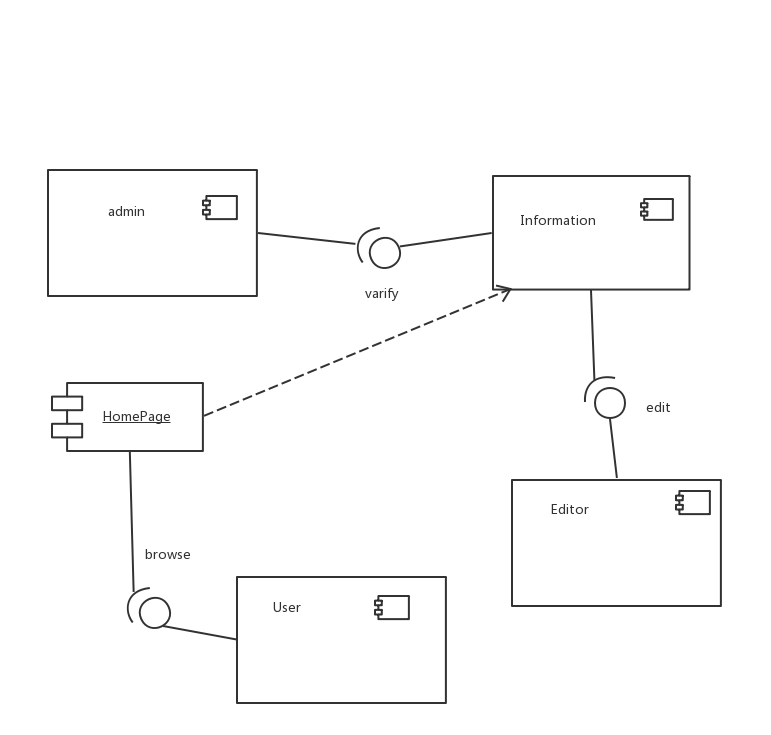 admin
Information
varify
HomePage
edit
Editor
browse
User